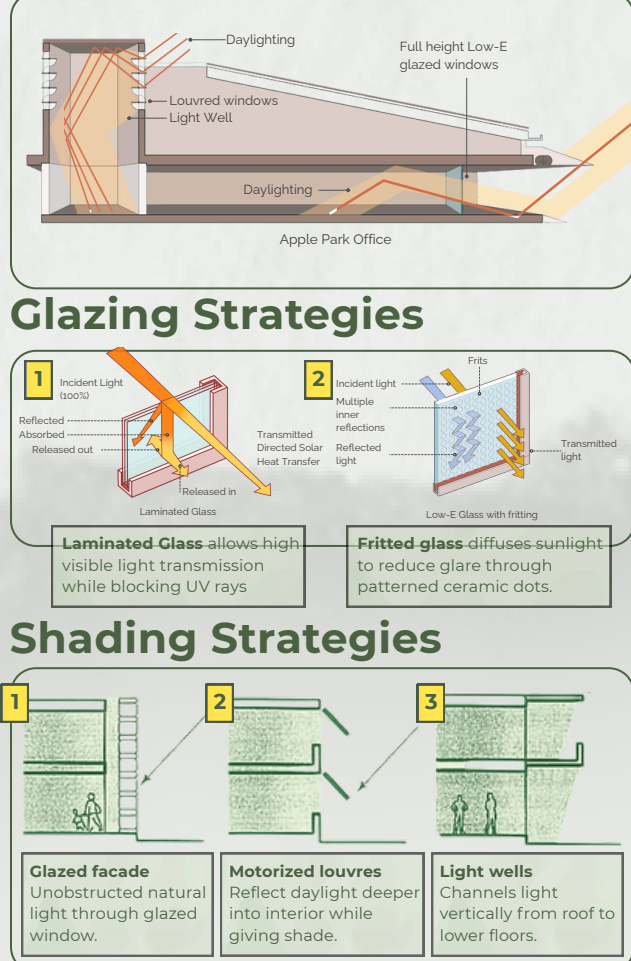 Daylighting
Full height Low-E
glazed windows
Louvred windows
Light Well
Daylighting
Apple Park Office
Glazing Strategies
1
Incident Light
(100%)
Reflected
Absorbed
Released out
Transmitted
Directed Solar
Heat Transfer
Released in
Laminated Glass
2
Frits
Incident light
Multiple
inner
reflections
Reflected
light
Transmitted
light
Low-E Glass with fritting
Laminated Glass allows high
visible light transmission
while blocking UV rays
Fritted glass diffuses sunlight
to reduce glare through
patterned ceramic dots.
Shading Strategies
1
2
3
Glazed facade
Unobstructed natural
light through glazed
window.
Motorized louvres
Reflect daylight deeper
into interior while
giving shade.
Light wells
Channels light
vertically from roof to
lower floors.